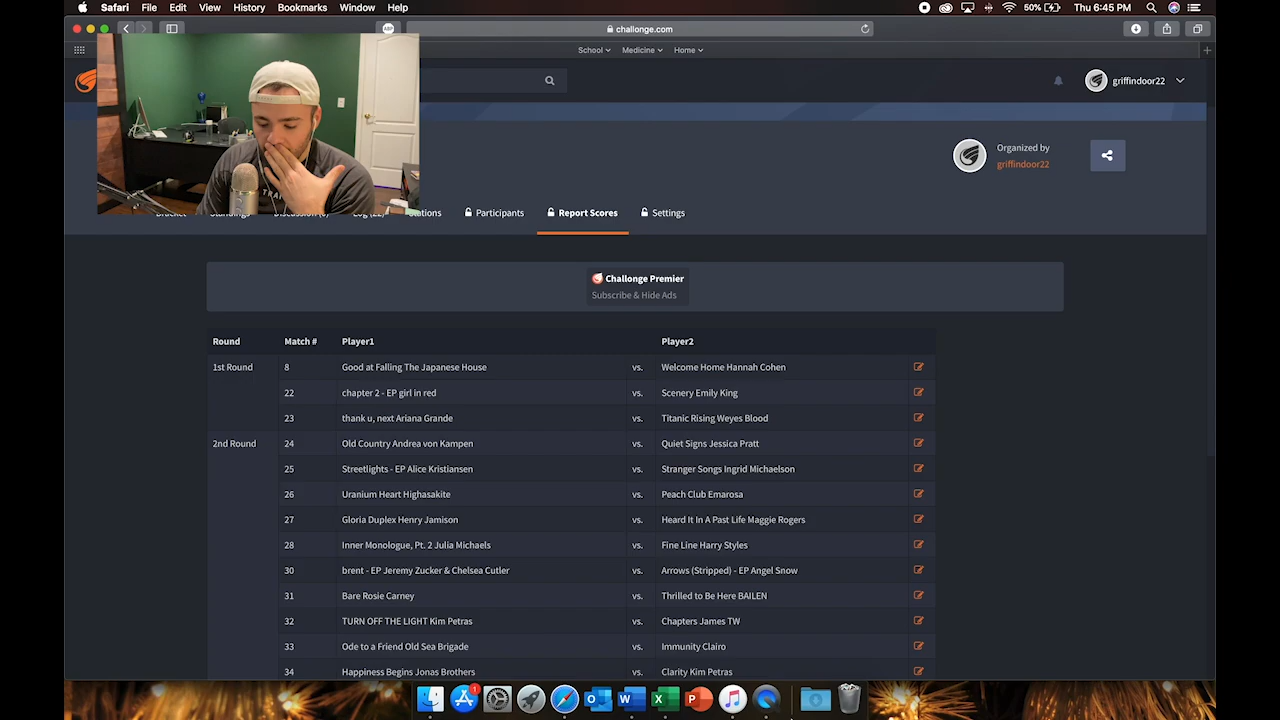 Safari File Edit View History Bookmarks Window Help 50% Thu 6:45 PM
ABP challonge.com
School Medicine Home
griffindoor22
Organized by
griffindoor22
Participants Report Scores Settings
Challonge Premier
Subscribe & Hide Ads
Round Match # Player1 Player2
1st Round 8 Good at Falling The Japanese House vs. Welcome Home Hannah Cohen
22 chapter 2 - EP girl in red vs. Scenery Emily King
23 thank u, next Ariana Grande vs. Titanic Rising Weyes Blood
2nd Round 24 Old Country Andrea von Kampen vs. Quiet Signs Jessica Pratt
25 Streetlights - EP Alice Kristiansen vs. Stranger Songs Ingrid Michaelson
26 Uranium Heart Highasakite vs. Peach Club Emarosa
27 Gloria Duplex Henry Jamison vs. Heard It In A Past Life Maggie Rogers
28 Inner Monologue, Pt. 2 Julia Michaels vs. Fine Line Harry Styles
30 brent - EP Jeremy Zucker & Chelsea Cutler vs. Arrows (Stripped) - EP Angel Snow
31 Bare Rosie Carney vs. Thrilled to Be Here BAILEN
32 TURN OFF THE LIGHT Kim Petras vs. Chapters James TW
33 Ode to a Friend Old Sea Brigade vs. Immunity Clairo
34 Happiness Begins Jonas Brothers vs. Clarity Kim Petras